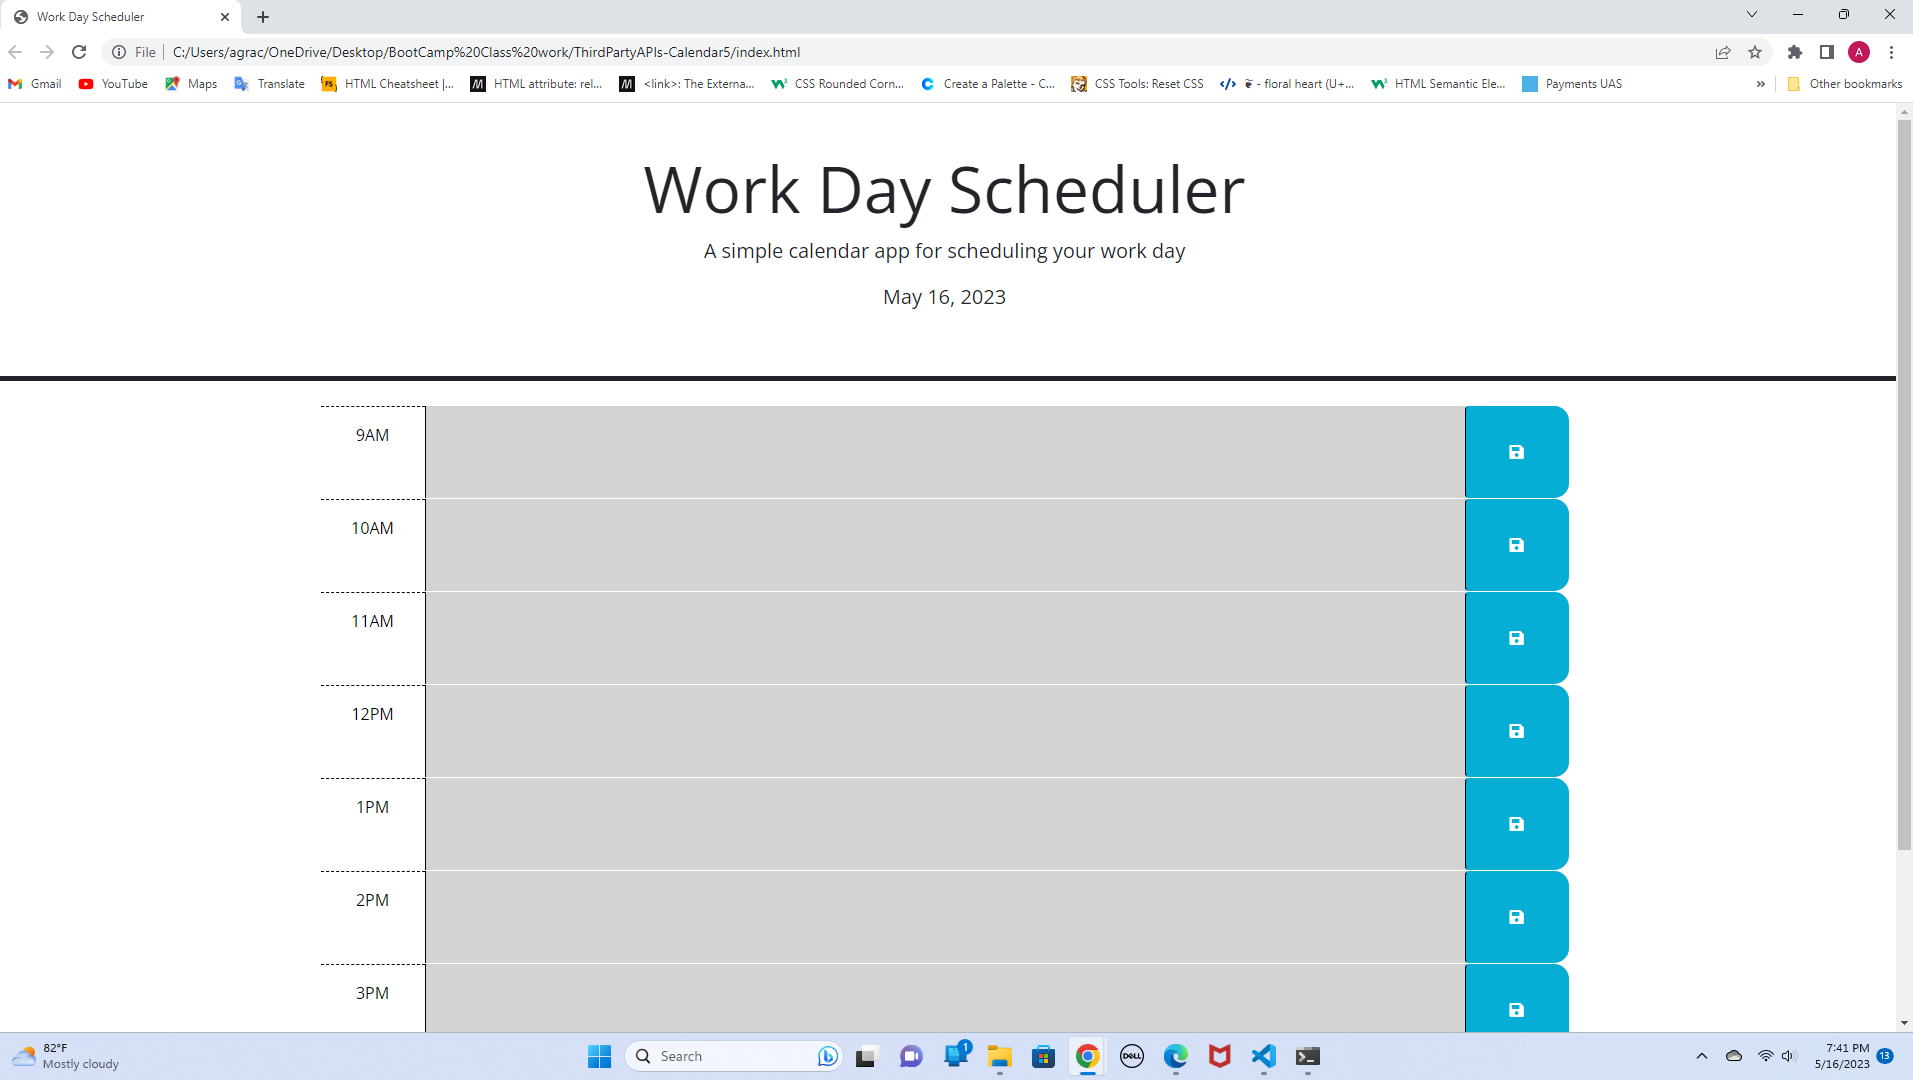 Work Day Scheduler
File C:/Users/agrac/OneDrive/Desktop/BootCamp%20Class%20work/ThirdPartyAPIs-Calendar5/index.html A
Gmail YouTube Maps Translate FS HTML Cheatsheet |... HTML attribute: rel... <link>: The Externa... CSS Rounded Corn... Create a Palette - C... CSS Tools: Reset CSS ❦ - floral heart (U+... HTML Semantic Ele... Payments UAS » Other bookmarks
Work Day Scheduler
A simple calendar app for scheduling your work day
May 16, 2023
9AM
10AM
11AM
12PM
1PM
2PM
3PM
82°F
Mostly cloudy
Search
1
DELL
7:41 PM
5/16/2023
13